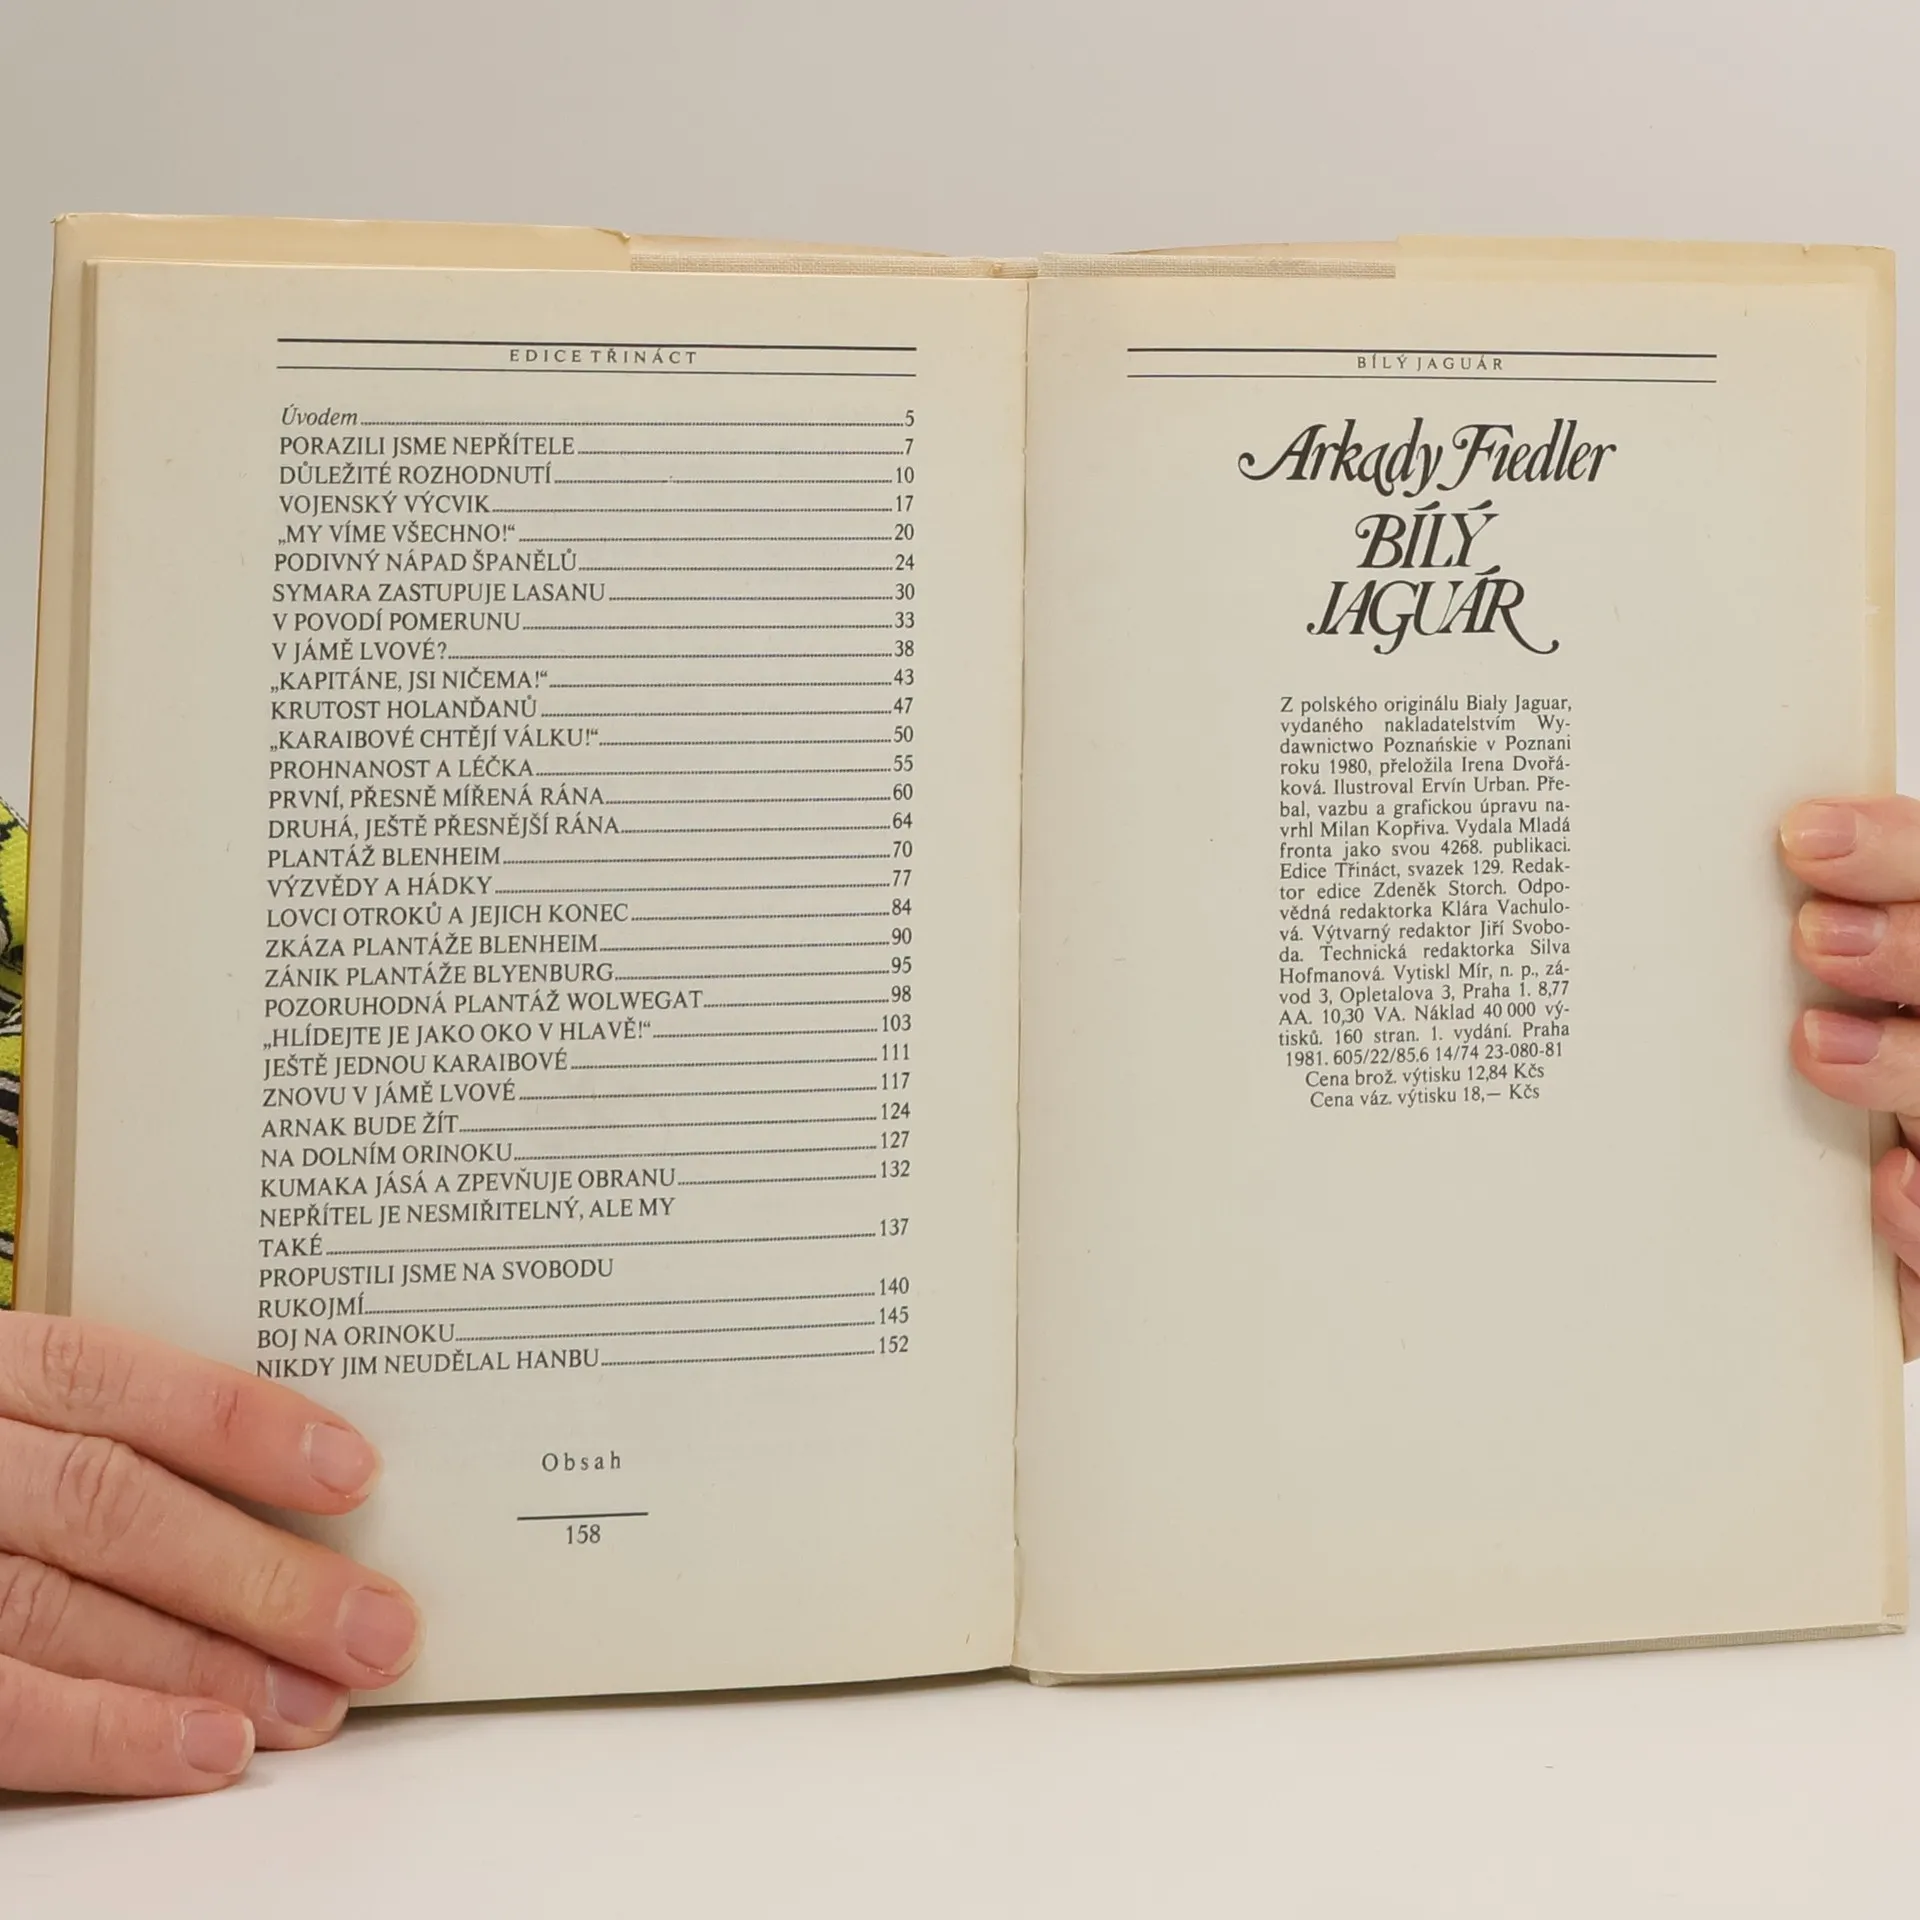 EDICE TŘINÁCT
Úvodem 5
PORAZILI JSME NEPŘÍTELE 7
DŮLEŽITÉ ROZHODNUTÍ 10
VOJENSKÝ VÝCVIK 17
„MY VÍME VŠECHNO!“ 20
PODIVNÝ NÁPAD ŠPANĚLŮ 24
SYMARA ZASTUPUJE LASANU 30
V POVODÍ POMERUNU 33
V JÁMĚ LVOVÉ? 38
„KAPITÁNE, JSI NIČEMA!“ 43
KRUTOST HOLANĎANŮ 47
„KARAIBOVÉ CHTĚJÍ VÁLKU!“ 50
PROHNANOST A LÉČKA 55
PRVNÍ, PŘESNĚ MÍŘENÁ RÁNA 60
DRUHÁ, JEŠTĚ PŘESNĚJŠÍ RÁNA 64
PLANTÁŽ BLENHEIM 70
VÝZVĚDY A HÁDKY 77
LOVCI OTROKŮ A JEJICH KONEC 84
ZKÁZA PLANTÁŽE BLENHEIM 90
ZÁNIK PLANTÁŽE BLYENBURG 95
POZORUHODNÁ PLANTÁŽ WOLWEGAT 98
„HLÍDEJTE JE JAKO OKO V HLAVĚ!“ 103
JEŠTĚ JEDNOU KARAIBOVÉ 111
ZNOVU V JÁMĚ LVOVÉ 117
ARNAK BUDE ŽÍT 124
NA DOLNÍM ORINOKU 127
KUMAKA JÁSÁ A ZPEVŇUJE OBRANU 132
NEPŘÍTEL JE NESMIŘITELNÝ, ALE MY
TAKÉ 137
PROPUSTILI JSME NA SVOBODU
RUKOJMÍ 140
BOJ NA ORINOKU 145
NIKDY JIM NEUDĚLAL HANBU 152
Obsah
158
BÍLÝ JAGUÁR
Arkady Fiedler
BÍLÝ
JAGUÁR
Z polského originálu Bialy Jaguar,
vydaného nakladatelstvím Wy-
dawnictwo Poznańskie v Poznani
roku 1980, přeložila Irena Dvořá-
ková. Ilustroval Ervín Urban. Pře-
bal, vazbu a grafickou úpravu na-
vrhl Milan Kopřiva. Vydala Mladá
fronta jako svou 4268. publikaci.
Edice Třináct, svazek 129. Redak-
tor edice Zdeněk Storch. Odpo-
vědná redaktorka Klára Vachulo-
vá. Výtvarný redaktor Jiří Svobo-
da. Technická redaktorka Silva
Hofmanová. Vytiskl Mír, n. p., zá-
vod 3, Opletalova 3, Praha 1. 8,77
AA. 10,30 VA. Náklad 40 000 vý-
tisků. 160 stran. 1. vydání. Praha
1981. 605/22/85.6 14/74 23-080-81
Cena brož. výtisku 12,84 Kčs
Cena váz. výtisku 18,— Kčs